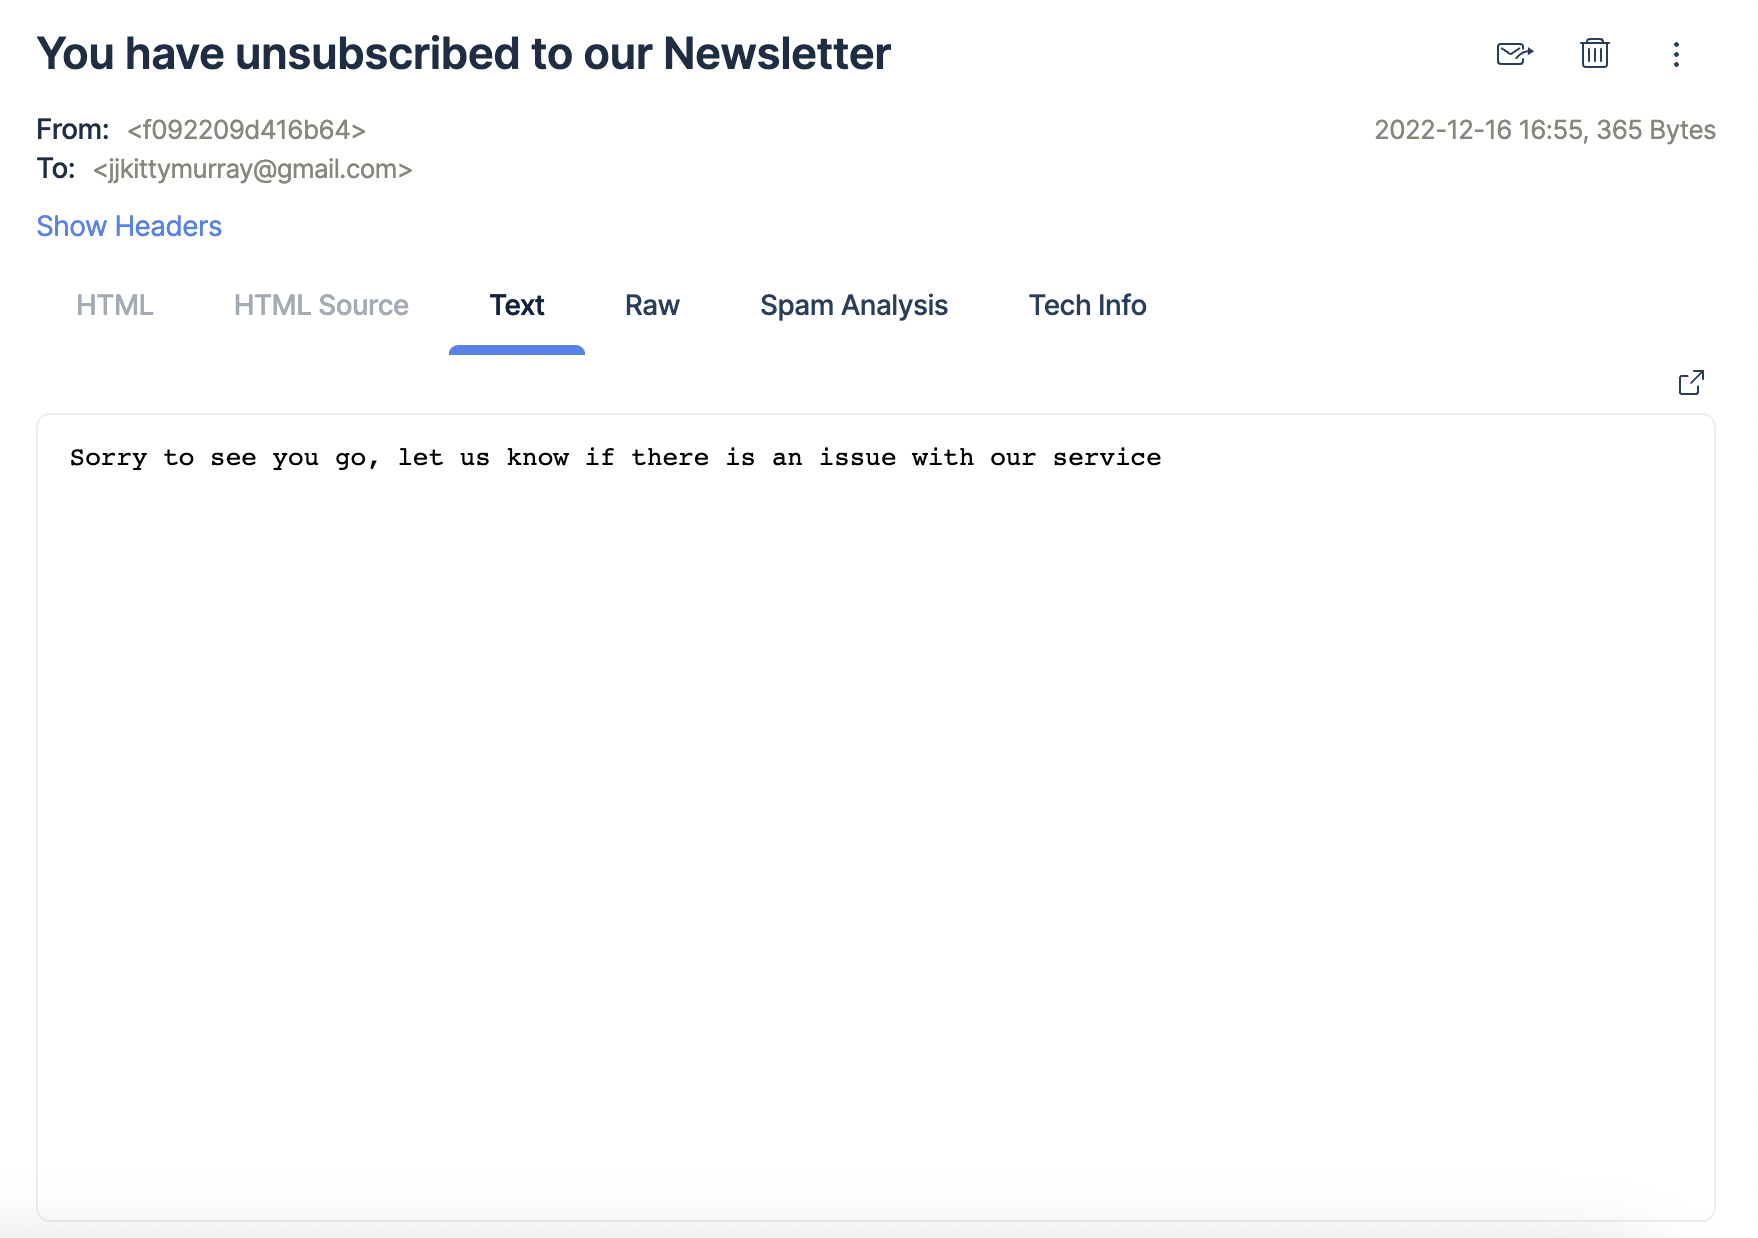 You have unsubscribed to our Newsletter
From: <f092209d416b64>
2022-12-16 16:55, 365 Bytes
To: <jjkittymurray@gmail.com>
Show Headers
HTML HTML Source Text Raw Spam Analysis Tech Info
Sorry to see you go, let us know if there is an issue with our service